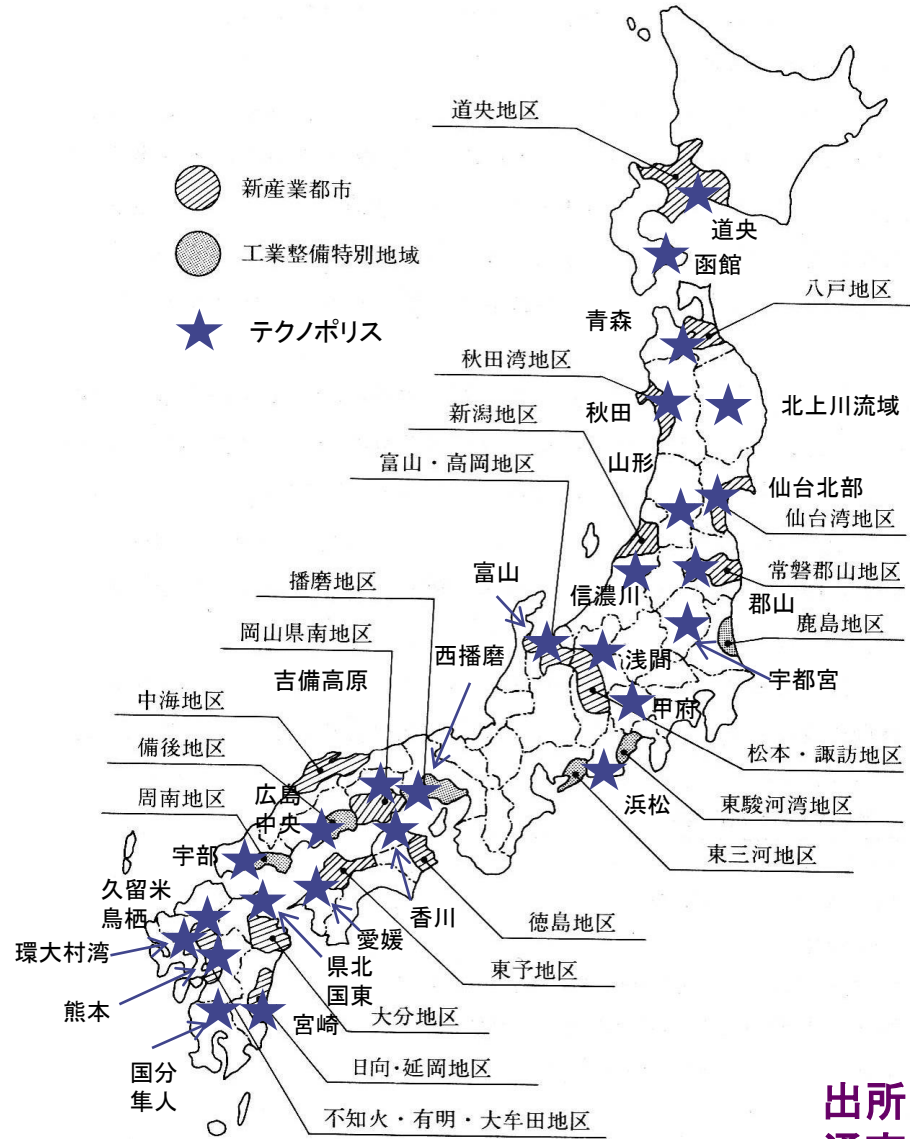 道央地区
新産業都市
工業整備特別地域
テクノポリス
道央
函館
八戸地区
青森
秋田湾地区
秋田
北上川流域
新潟地区
山形
富山・高岡地区
仙台北部
仙台湾地区
播磨地区
富山
信濃川
常磐郡山地区
郡山
岡山県南地区
西播磨
浅間
鹿島地区
吉備高原
宇都宮
中海地区
甲府
備後地区
松本・諏訪地区
周南地区
広島
中央
浜松
東駿河湾地区
宇部
東三河地区
久留米
鳥栖
香川
徳島地区
環大村湾
愛媛
県北
国東
東予地区
熊本
宮崎
大分地区
国分
隼人
日向・延岡地区
不知火・有明・大牟田地区
出所